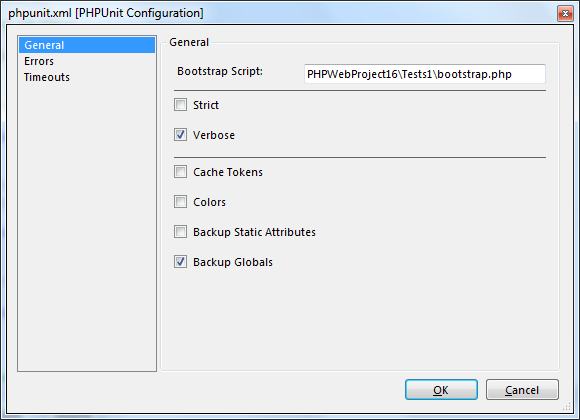 phpunit.xml [PHPUnit Configuration]
General
Errors
Timeouts
General
Bootstrap Script:
PHPWebProject16\Tests1\bootstrap.php
Strict
Verbose
Cache Tokens
Colors
Backup Static Attributes
Backup Globals
OK
Cancel